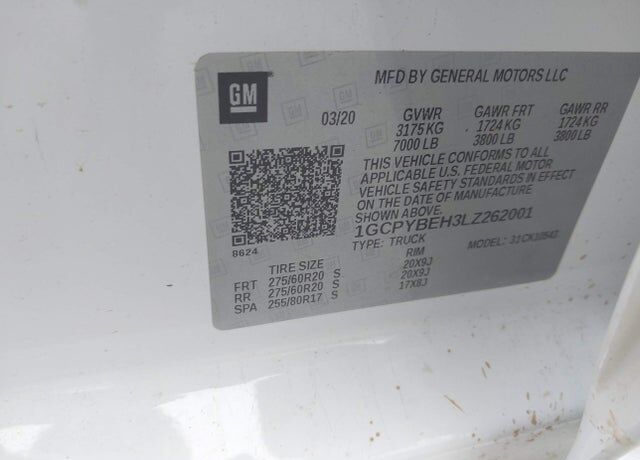 GM
MFD BY GENERAL MOTORS LLC
03/20 GVWR GAWR FRT GAWR RR
3175 KG 1724 KG 1724 KG
7000 LB 3800 LB 3800 LB
THIS VEHICLE CONFORMS TO ALL
APPLICABLE U.S. FEDERAL MOTOR
VEHICLE SAFETY STANDARDS IN EFFECT
ON THE DATE OF MANUFACTURE
SHOWN ABOVE.
1GCPYBEH3LZ262001
8624
TYPE: TRUCK MODEL: 31CK10543
TIRE SIZE RIM
FRT 275/60R20 S 20X9J
RR 275/60R20 S 20X9J
SPA 255/80R17 S 17X8J